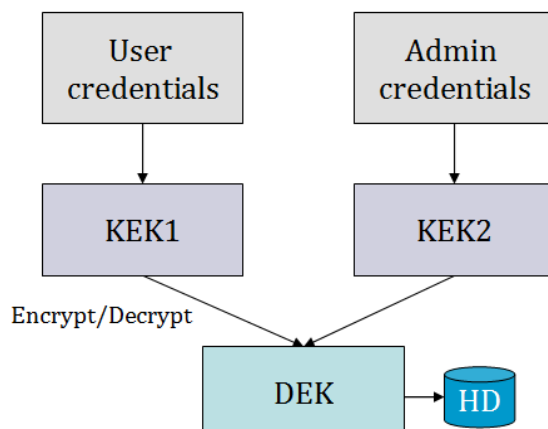 User
credentials
Admin
credentials
KEK1
KEK2
Encrypt/Decrypt
DEK
HD